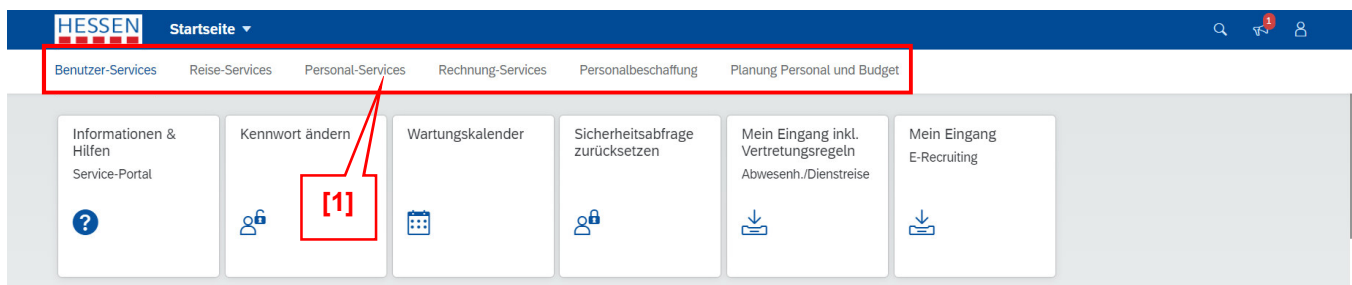 HESSEN Startseite 1
Benutzer-Services Reise-Services Personal-Services Rechnung-Services Personalbeschaffung Planung Personal und Budget
Informationen &
Hilfen
Service-Portal
Kennwort ändern
[1]
Wartungskalender
Sicherheitsabfrage
zurücksetzen
Mein Eingang inkl.
Vertretungsregeln
Abwesenh./Dienstreise
Mein Eingang
E-Recruiting